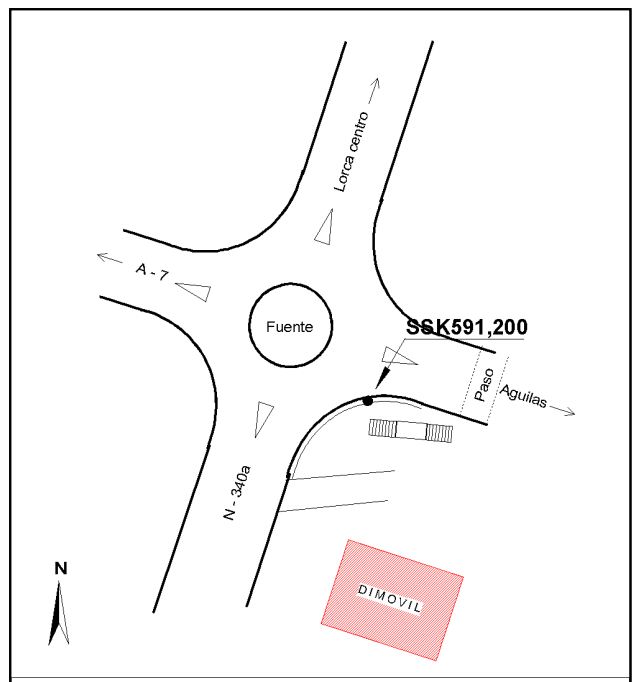 Lorca centro
A - 7
Fuente
SSK591,200
Paso
Aguilas
N - 340a
DIMOVIL
N